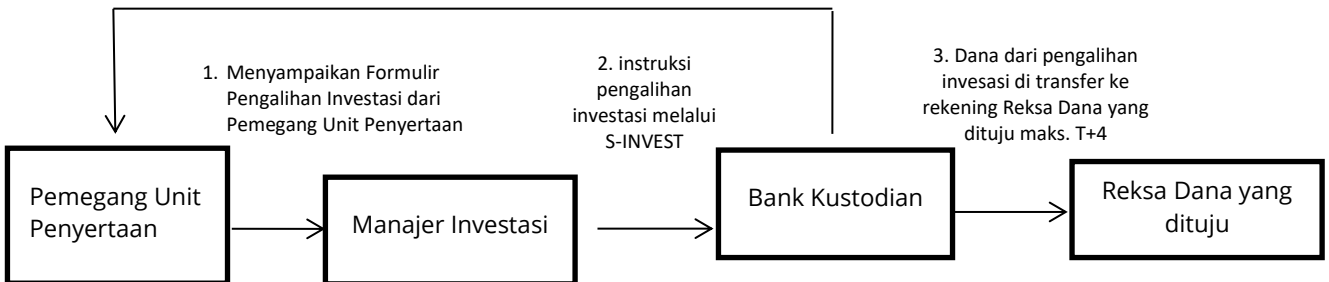 1. Menyampaikan Formulir
Pengalihan Investasi dari
Pemegang Unit Penyertaan
2. instruksi
pengalihan
investasi melalui
S-INVEST
3. Dana dari pengalihan
invesasi di transfer ke
rekening Reksa Dana yang
dituju maks. T+4
Pemegang Unit
Penyertaan
Manajer Investasi
Bank Kustodian
Reksa Dana yang
dituju